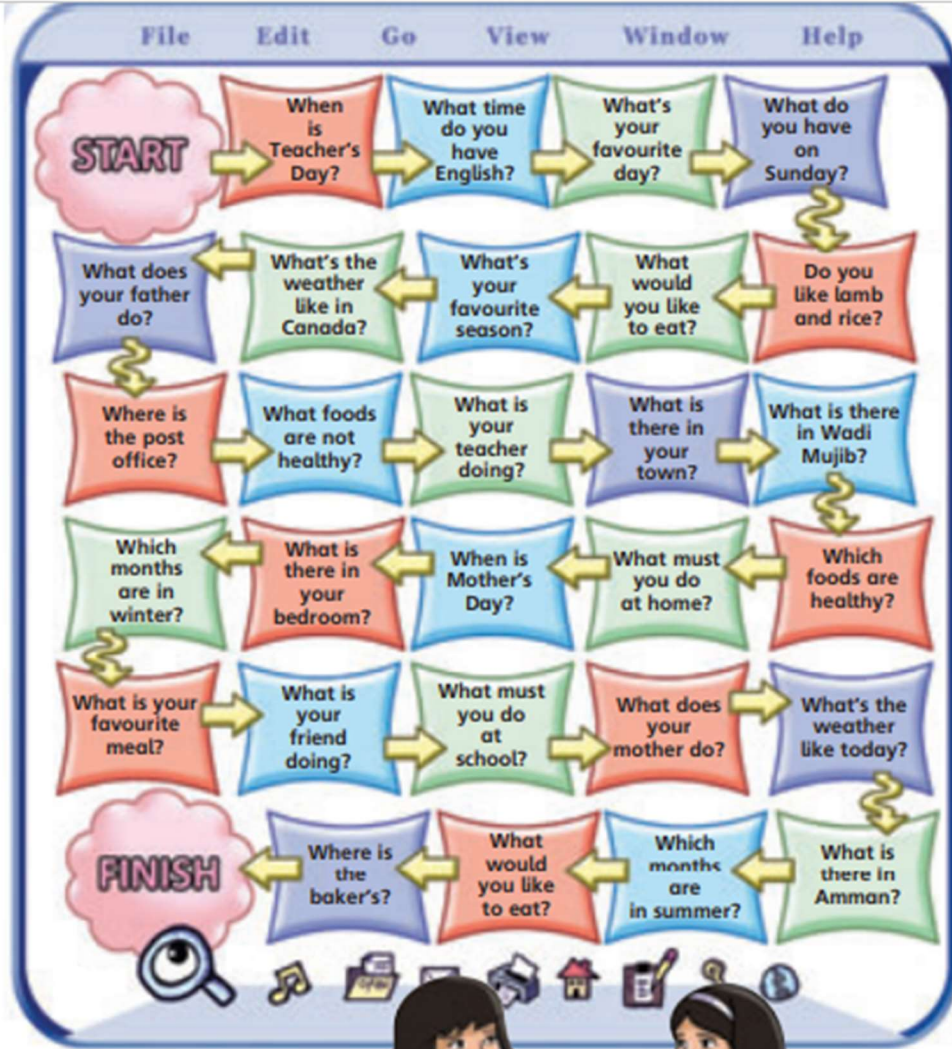 File Edit Go View Window Help
START
When
is
Teacher's
Day?
What time
do you
have
English?
What's
your
favourite
day?
What do
you have
on
Sunday?
Do you
like lamb
and rice?
What
would
you like
to eat?
What's
your
favourite
season?
What's the
weather
like in
Canada?
What does
your father
do?
Where is
the post
office?
What foods
are not
healthy?
What is
your
teacher
doing?
What is
there in
your
town?
What is there
in Wadi
Mujib?
Which
foods are
healthy?
What must
you do
at home?
When is
Mother's
Day?
What is
there in
your
bedroom?
Which
months
are in
winter?
What is your
favourite
meal?
What is
your
friend
doing?
What must
you do
at
school?
What does
your
mother do?
What's the
weather
like today?
What is
there in
Amman?
Which
months
are
in summer?
What
would
you like
to eat?
Where is
the
baker's?
FINISH